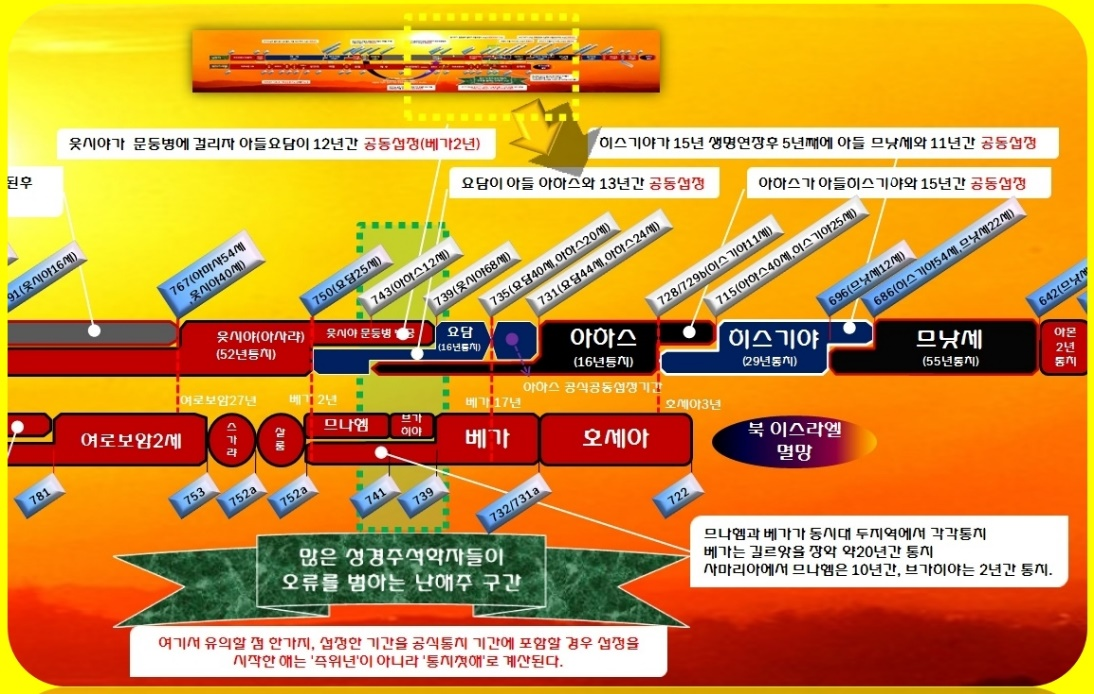 웃시야가 문둥병에 걸리자 아들요담이 12년간 공동섭정(베가2년)
히스기야가 15년 생명연장후 5년째에 아들 므낫세와 11년간 공동섭정
된후
요담이 아들 아하스와 13년간 공동섭정
아하스가 아들히스기야와 15년간 공동섭정
91(웃시야16세)
767(아마샤54세
웃시야40세)
750(요담25세)
743(아하스12세)
739(웃시야68세)
735(요담40세,아하스20세)
731(요담44세,아하스24세)
728/729b(히스기야11세)
715(아하스40세,히스기야25세)
696(므낫세12세)
686(히스기야54세,므낫세22세)
642(므낫세
웃시야(아사랴)
(52년통치)
웃시야 문둥병
요담
(16년통치)
아하스
(16년통치)
히스기야
(29년통치)
므낫세
(55년통치)
아몬
2년
통치
아하스 공식공동섭정기간
여로보암27년
베가 2년
베가 17년
호세아3년
여로보암2세
스가랴
살룸
므나헴
브가
히야
베가
호세아
북 이스라엘
멸망
781
753
752a
752a
741
739
732/731a
722
므나헴과 베가가 동시대 두지역에서 각각통치
베가는 길르앗을 장악 약20년간 통치
사마리아에서 므나헴은 10년간, 브가히야는 2년간 통치.
많은 성경주석학자들이
오류를 범하는 난해주 구간
여기서 유의할 점 한가지, 섭정한 기간을 공식통치 기간에 포함할 경우 섭정을
시작한 해는 '즉위년'이 아니라 '통치첫해'로 계산된다.